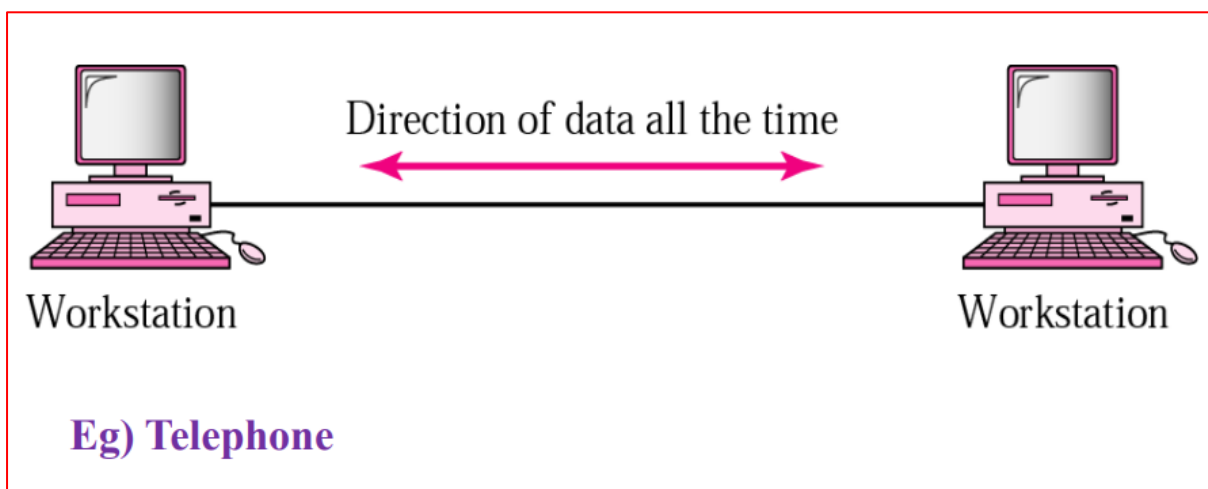 Direction of data all the time
Workstation
Workstation
Eg) Telephone